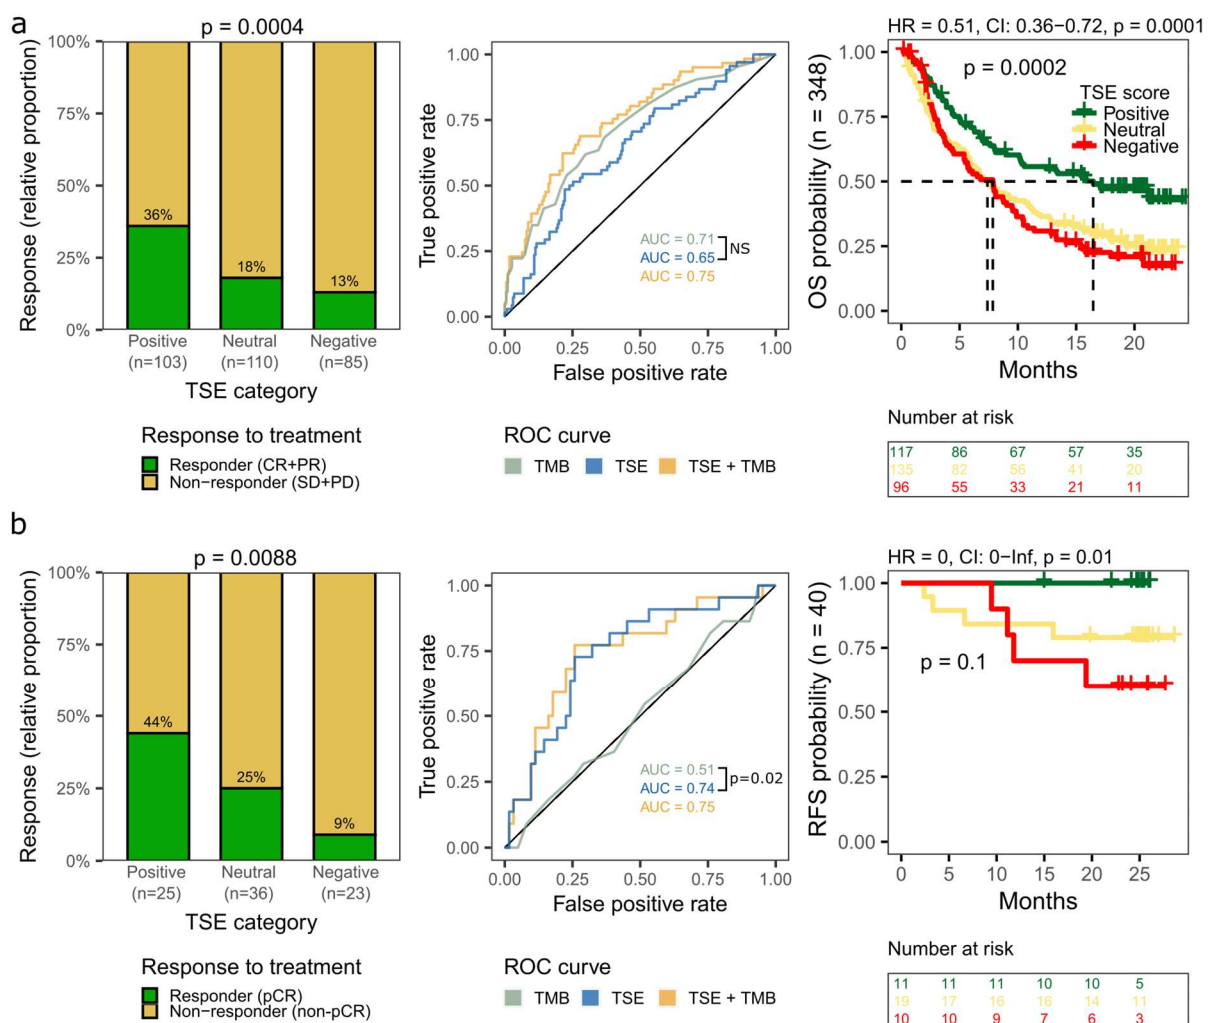 a
p = 0.0004
Response (relative proportion)
100%
75%
50%
25%
0%
36%
18%
13%
Positive
(n=103)
Neutral
(n=110)
Negative
(n=85)
TSE category
Response to treatment
Responder (CR+PR)
Non-responder (SD+PD)
True positive rate
1.00
0.75
0.50
0.25
0.00
AUC = 0.71
AUC = 0.65
AUC = 0.75
NS
0.00 0.25 0.50 0.75 1.00
False positive rate
ROC curve
TMB TSE TSE + TMB
HR = 0.51, CI: 0.36−0.72, p = 0.0001
p = 0.0002
OS probability (n = 348)
1.00
0.75
0.50
0.25
0.00
TSE score
Positive
Neutral
Negative
0 5 10 15 20
Months
Number at risk
117 86 67 57 35
135 82 56 41 20
96 55 33 21 11
b
p = 0.0088
Response (relative proportion)
100%
75%
50%
25%
0%
44%
25%
9%
Positive
(n=25)
Neutral
(n=36)
Negative
(n=23)
TSE category
Response to treatment
Responder (pCR)
Non-responder (non-pCR)
True positive rate
1.00
0.75
0.50
0.25
0.00
AUC = 0.51
AUC = 0.74
AUC = 0.75
p=0.02
0.00 0.25 0.50 0.75 1.00
False positive rate
ROC curve
TMB TSE TSE + TMB
HR = 0, CI: 0−Inf, p = 0.01
RFS probability (n = 40)
1.00
0.75
0.50
0.25
0.00
p = 0.1
0 5 10 15 20 25
Months
Number at risk
11 11 11 10 10 5
19 17 16 16 14 11
10 10 9 7 6 3